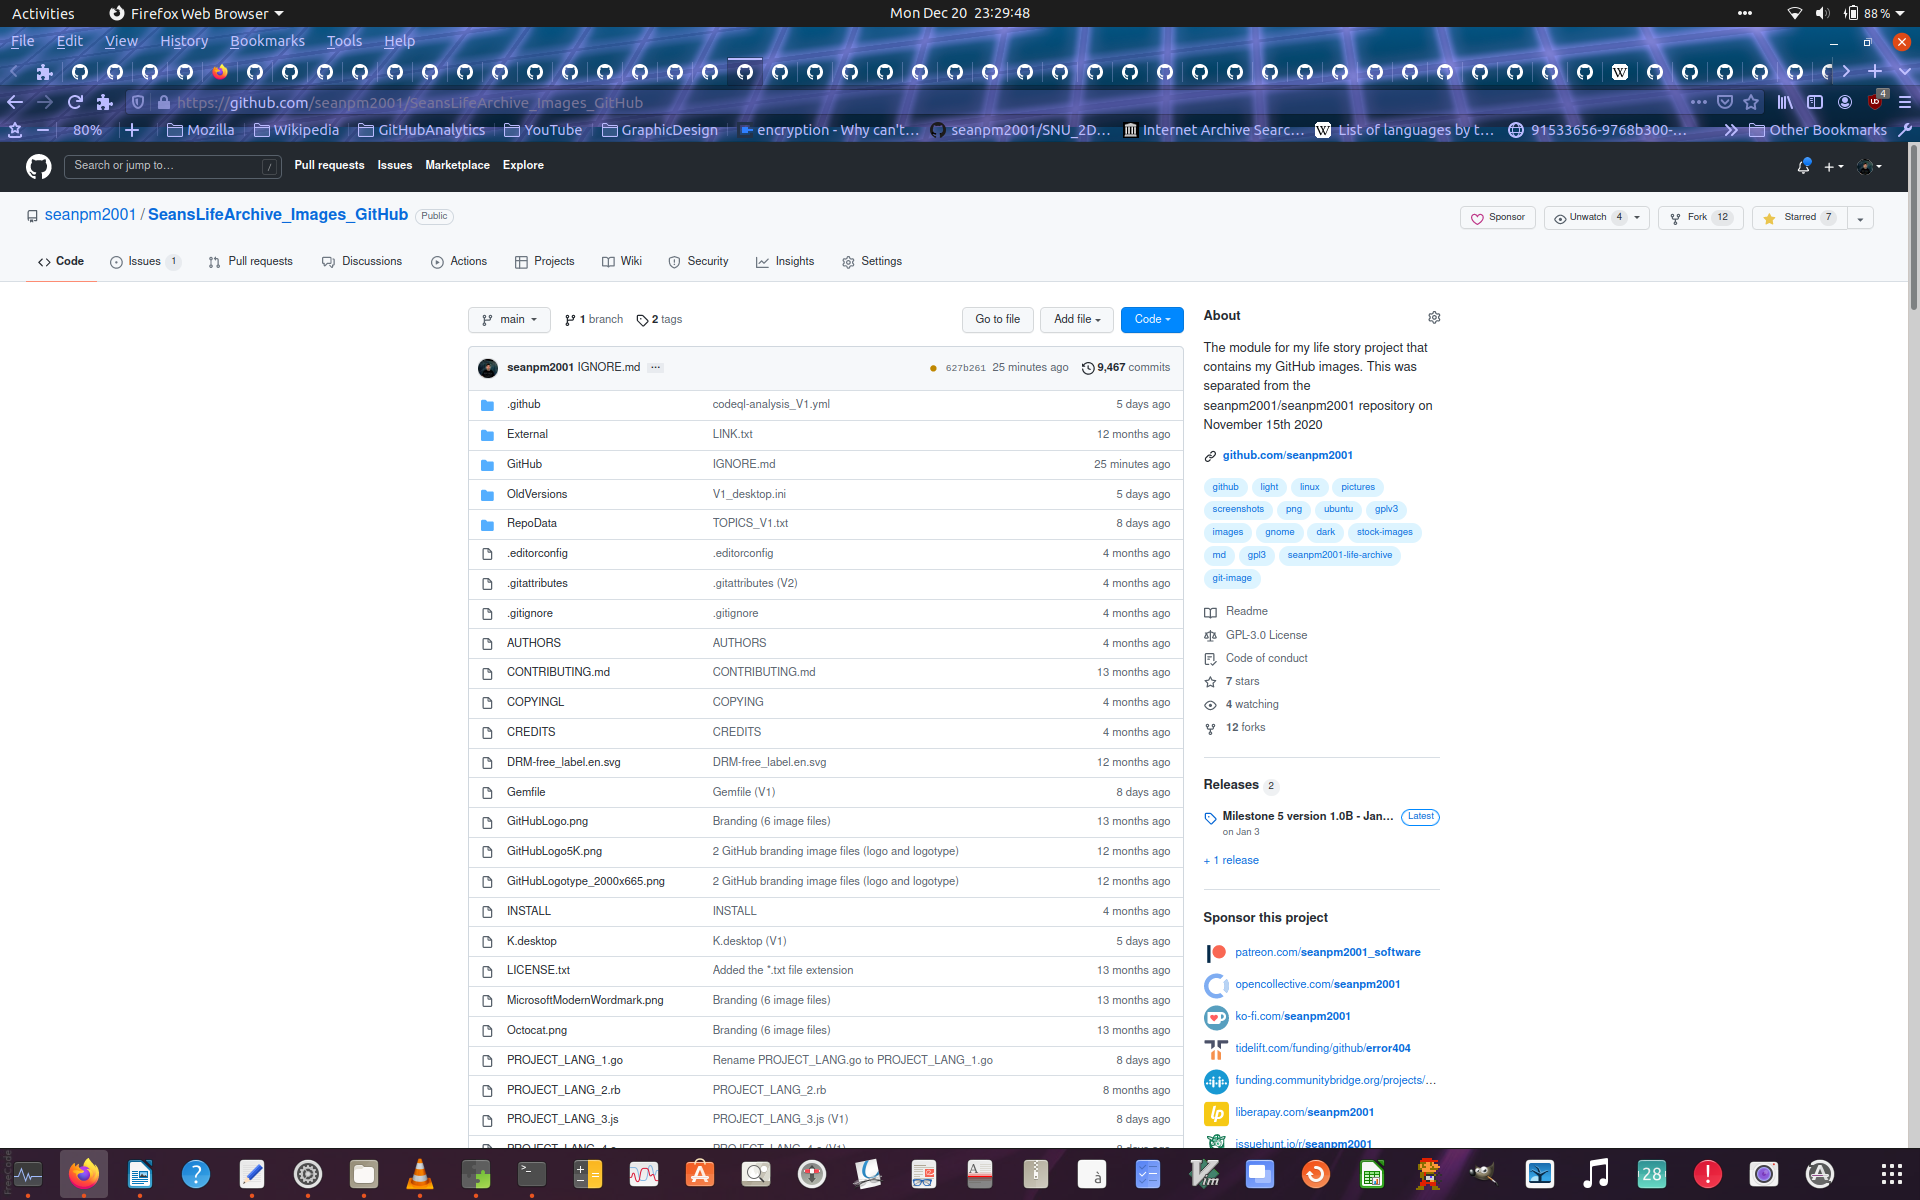 Activities Firefox Web Browser Mon Dec 20 23:29:48 88 %
File Edit View History Bookmarks Tools Help
https://github.com/seanpm2001/SeansLifeArchive_Images_GitHub 4
80% Mozilla Wikipedia GitHubAnalytics YouTube GraphicDesign encryption - Why can't… seanpm2001/SNU_2D… Internet Archive Searc… List of languages by t… 91533656-9768b300-… Other Bookmarks
Search or jump to… / Pull requests Issues Marketplace Explore
seanpm2001 / SeansLifeArchive_Images_GitHub Public Sponsor Unwatch 4 Fork 12 Starred 7
Code Issues 1 Pull requests Discussions Actions Projects Wiki Security Insights Settings
main 1 branch 2 tags Go to file Add file Code
seanpm2001 IGNORE.md ··· 627b261 25 minutes ago 9,467 commits
.github codeql-analysis_V1.yml 5 days ago
External LINK.txt 12 months ago
GitHub IGNORE.md 25 minutes ago
OldVersions V1_desktop.ini 5 days ago
RepoData TOPICS_V1.txt 8 days ago
.editorconfig .editorconfig 4 months ago
.gitattributes .gitattributes (V2) 4 months ago
.gitignore .gitignore 4 months ago
AUTHORS AUTHORS 4 months ago
CONTRIBUTING.md CONTRIBUTING.md 13 months ago
COPYINGL COPYING 4 months ago
CREDITS CREDITS 4 months ago
DRM-free_label.en.svg DRM-free_label.en.svg 12 months ago
Gemfile Gemfile (V1) 8 days ago
GitHubLogo.png Branding (6 image files) 13 months ago
GitHubLogo5K.png 2 GitHub branding image files (logo and logotype) 12 months ago
GitHubLogotype_2000x665.png 2 GitHub branding image files (logo and logotype) 12 months ago
INSTALL INSTALL 4 months ago
K.desktop K.desktop (V1) 5 days ago
LICENSE.txt Added the *.txt file extension 13 months ago
MicrosoftModernWordmark.png Branding (6 image files) 13 months ago
Octocat.png Branding (6 image files) 13 months ago
PROJECT_LANG_1.go Rename PROJECT_LANG.go to PROJECT_LANG_1.go 8 days ago
PROJECT_LANG_2.rb PROJECT_LANG_2.rb 8 months ago
PROJECT_LANG_3.js PROJECT_LANG_3.js (V1) 8 days ago
About
The module for my life story project that
contains my GitHub images. This was
separated from the
seanpm2001/seanpm2001 repository on
November 15th 2020
github.com/seanpm2001
github light linux pictures
screenshots png ubuntu gplv3
images gnome dark stock-images
md gpl3 seanpm2001-life-archive
git-image
Readme
GPL-3.0 License
Code of conduct
7 stars
4 watching
12 forks
Releases 2
Milestone 5 version 1.0B - Jan… Latest
on Jan 3
+ 1 release
Sponsor this project
patreon.com/seanpm2001_software
opencollective.com/seanpm2001
ko-fi.com/seanpm2001
tidelift.com/funding/github/error404
funding.communitybridge.org/projects/…
liberapay.com/seanpm2001
issuehunt.io/r/seanpm2001
28